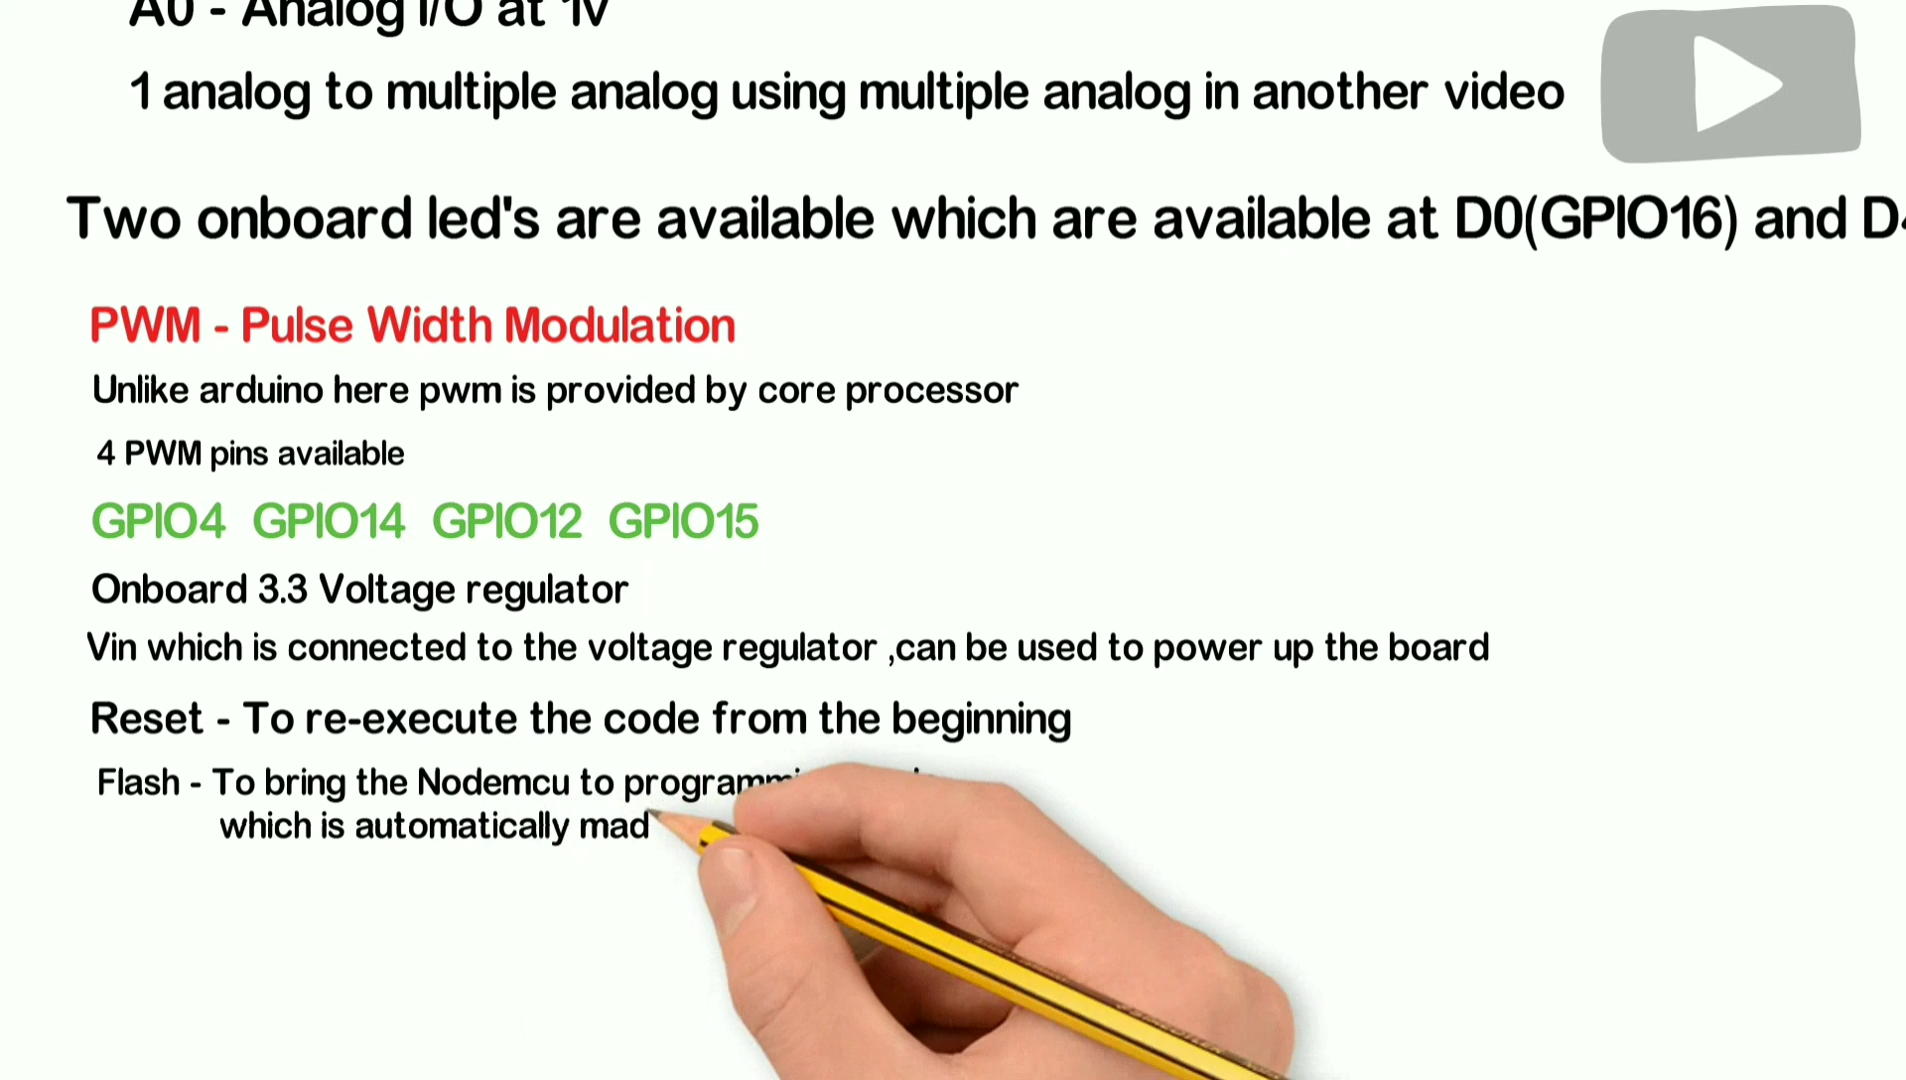 A0 - Analog I/O at 1v
1 analog to multiple analog using multiple analog in another video
Two onboard led's are available which are available at D0(GPIO16) and
PWM - Pulse Width Modulation
Unlike arduino here pwm is provided by core processor
4 PWM pins available
GPIO4 GPIO14 GPIO12 GPIO15
Onboard 3.3 Voltage regulator
Vin which is connected to the voltage regulator ,can be used to power up the board
Reset - To re-execute the code from the beginning
Flash - To bring the Nodemcu to
which is automatically mad